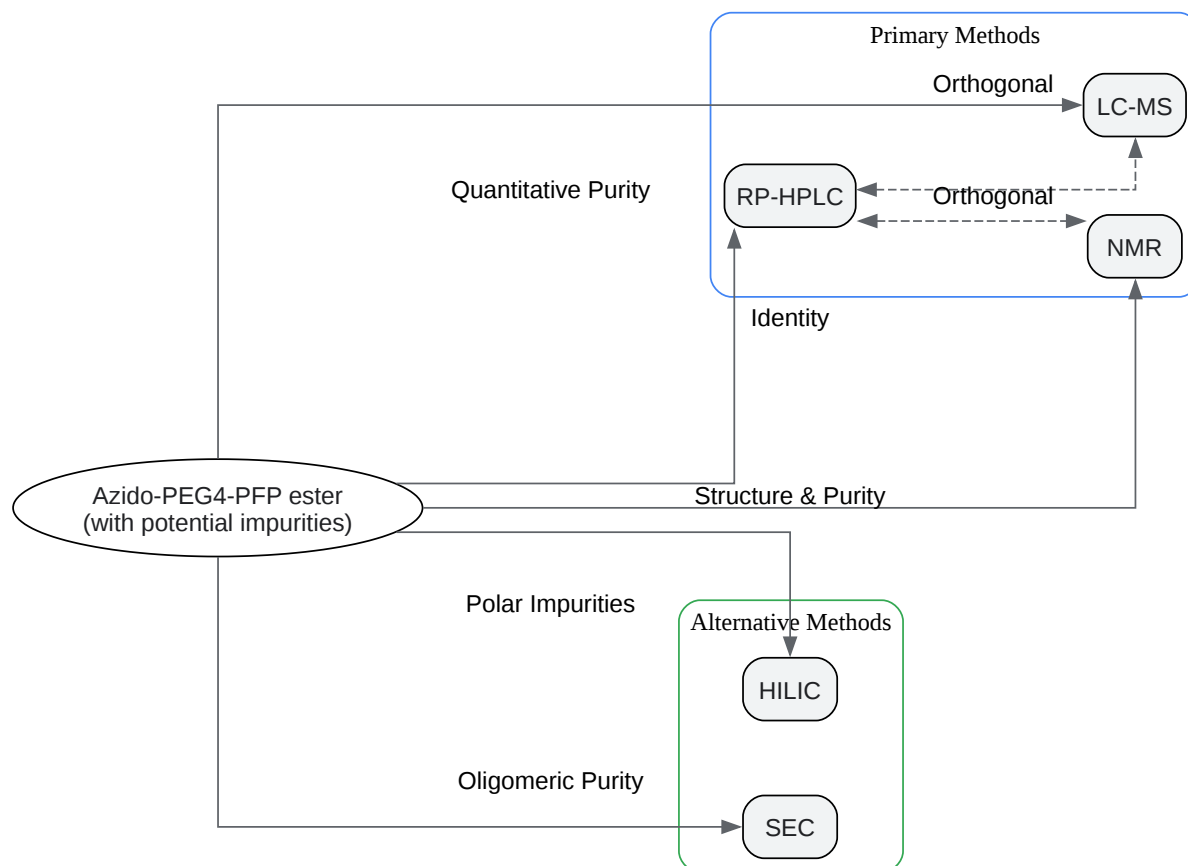 Primary Methods
Orthogonal
LC-MS
Quantitative Purity
RP-HPLC
Orthogonal
NMR
Identity
Azido-PEG4-PFP ester
(with potential impurities)
Structure & Purity
Polar Impurities
Alternative Methods
HILIC
Oligomeric Purity
SEC